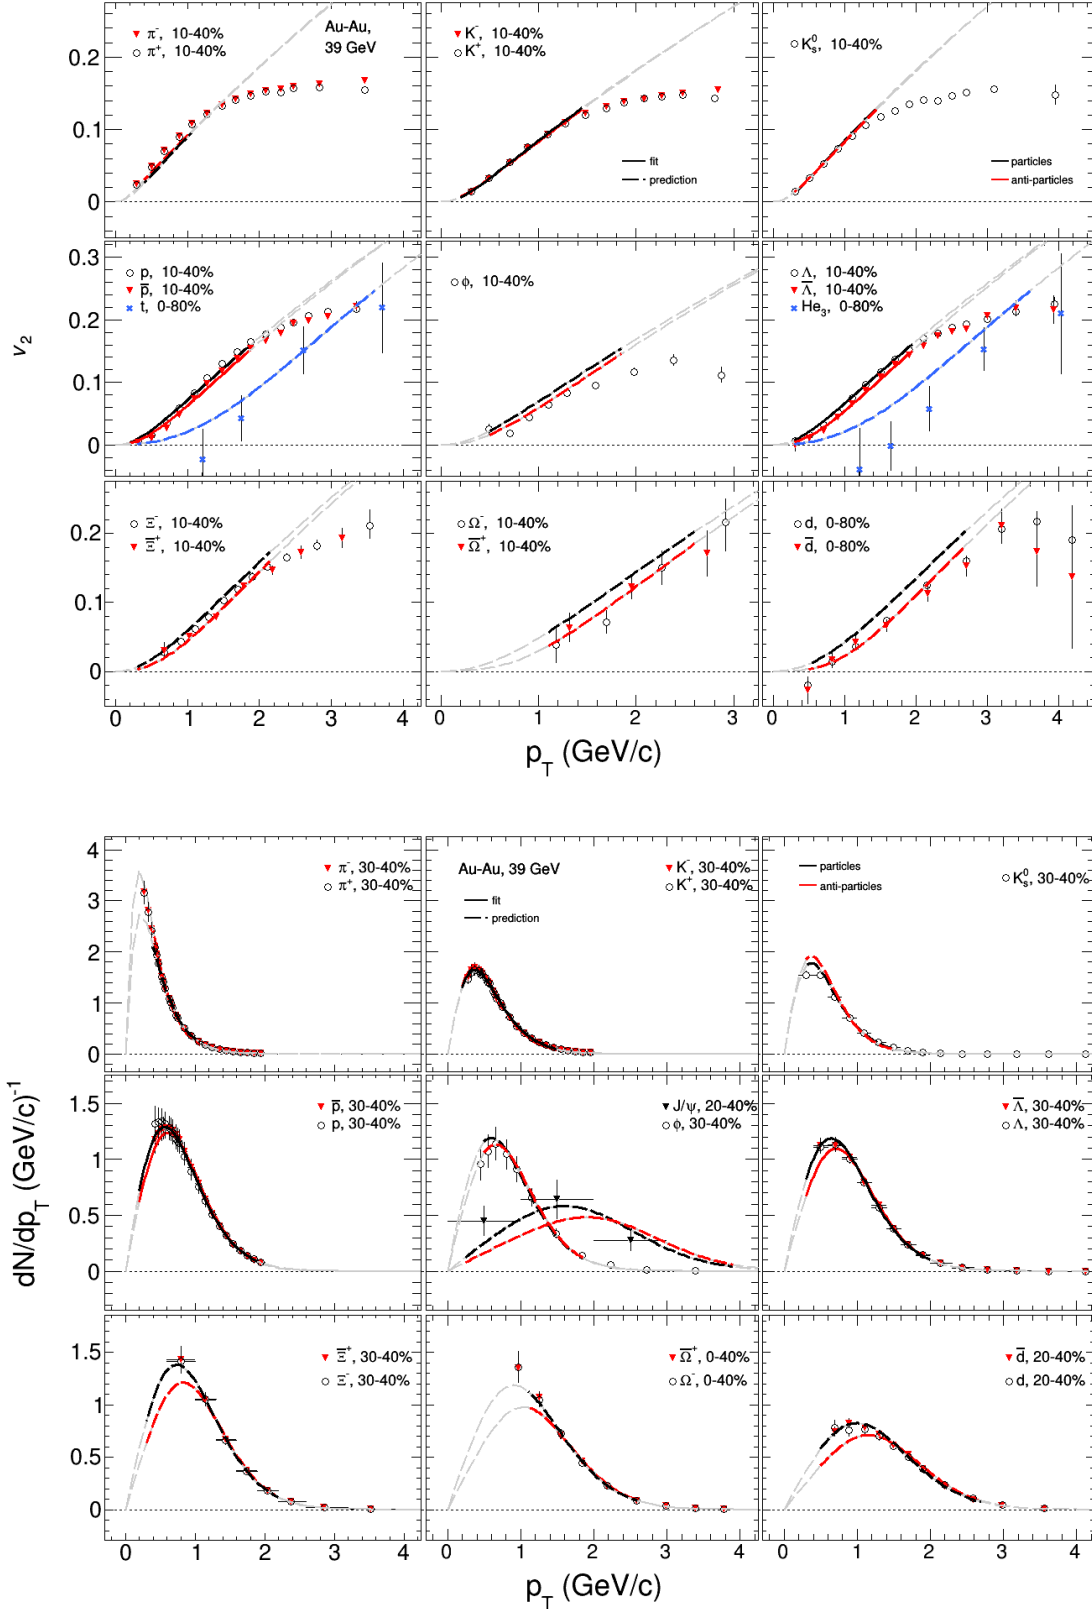 π⁻, 10-40%
π⁺, 10-40%
Au-Au,
39 GeV
K⁻, 10-40%
K⁺, 10-40%
fit
prediction
K⁰ₛ, 10-40%
particles
anti-particles
0.2
0.1
0
p, 10-40%
p̅, 10-40%
t, 0-80%
ϕ, 10-40%
Λ, 10-40%
Λ̅, 10-40%
He₃, 0-80%
0.3
0.2
0.1
0
v₂
Ξ⁻, 10-40%
Ξ̅⁺, 10-40%
Ω⁻, 10-40%
Ω̅⁺, 10-40%
d, 0-80%
d̅, 0-80%
0.2
0.1
0
0 1 2 3 4
0 1 2 3
0 1 2 3 4
p_T (GeV/c)
π⁻, 30-40%
π⁺, 30-40%
Au-Au, 39 GeV
K⁻, 30-40%
K⁺, 30-40%
fit
prediction
particles
anti-particles
K⁰ₛ, 30-40%
4
3
2
1
0
p̅, 30-40%
p, 30-40%
J/ψ, 20-40%
ϕ, 30-40%
Λ̅, 30-40%
Λ, 30-40%
1.5
1
0.5
0
dN/dp_T (GeV/c)⁻¹
Ξ̅⁺, 30-40%
Ξ⁻, 30-40%
Ω̅⁺, 0-40%
Ω⁻, 0-40%
d̅, 20-40%
d, 20-40%
1.5
1
0.5
0
0 1 2 3 4
0 1 2 3 4
0 1 2 3 4
p_T (GeV/c)